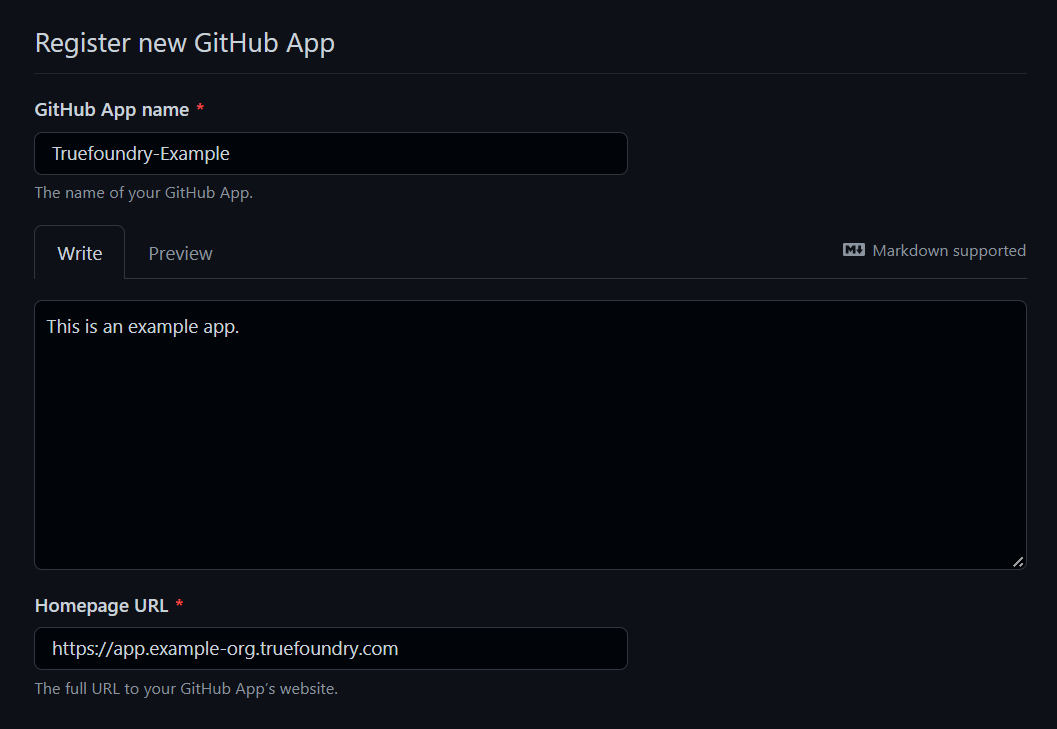 Register new GitHub App
GitHub App name *
Truefoundry-Example
The name of your GitHub App.
Write Preview Markdown supported
This is an example app.
Homepage URL *
https://app.example-org.truefoundry.com
The full URL to your GitHub App's website.